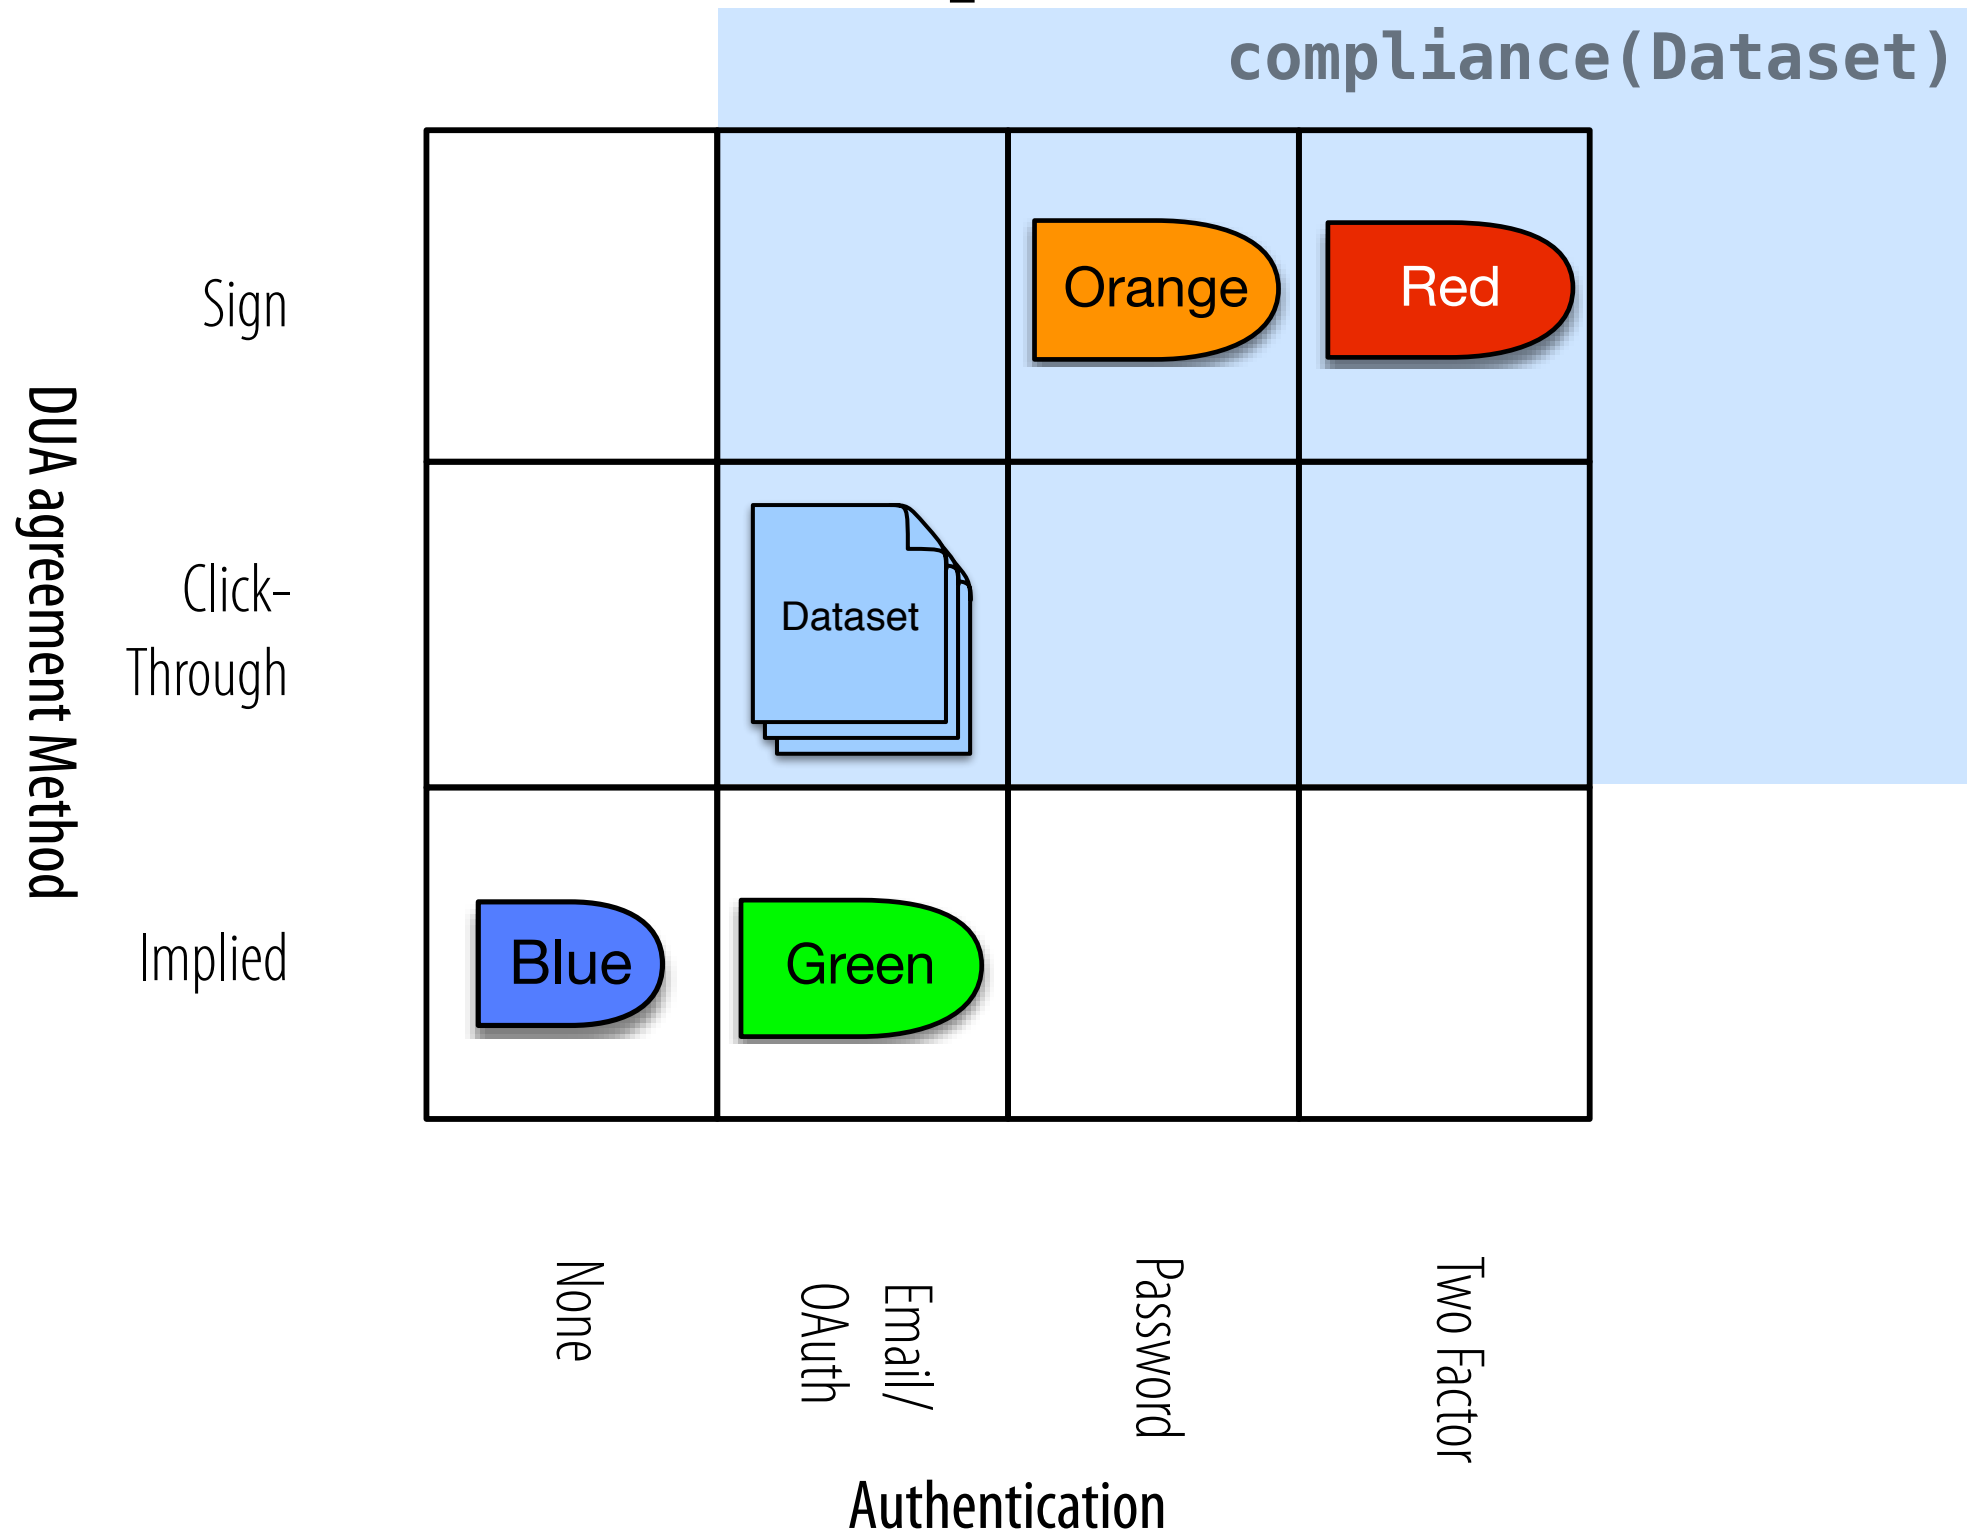 compliance(Dataset)
Orange
Red
Sign
DUA agreement Method
Click-
Through
Dataset
Implied
Blue
Green
None
Email/
OAuth
Password
Two Factor
Authentication